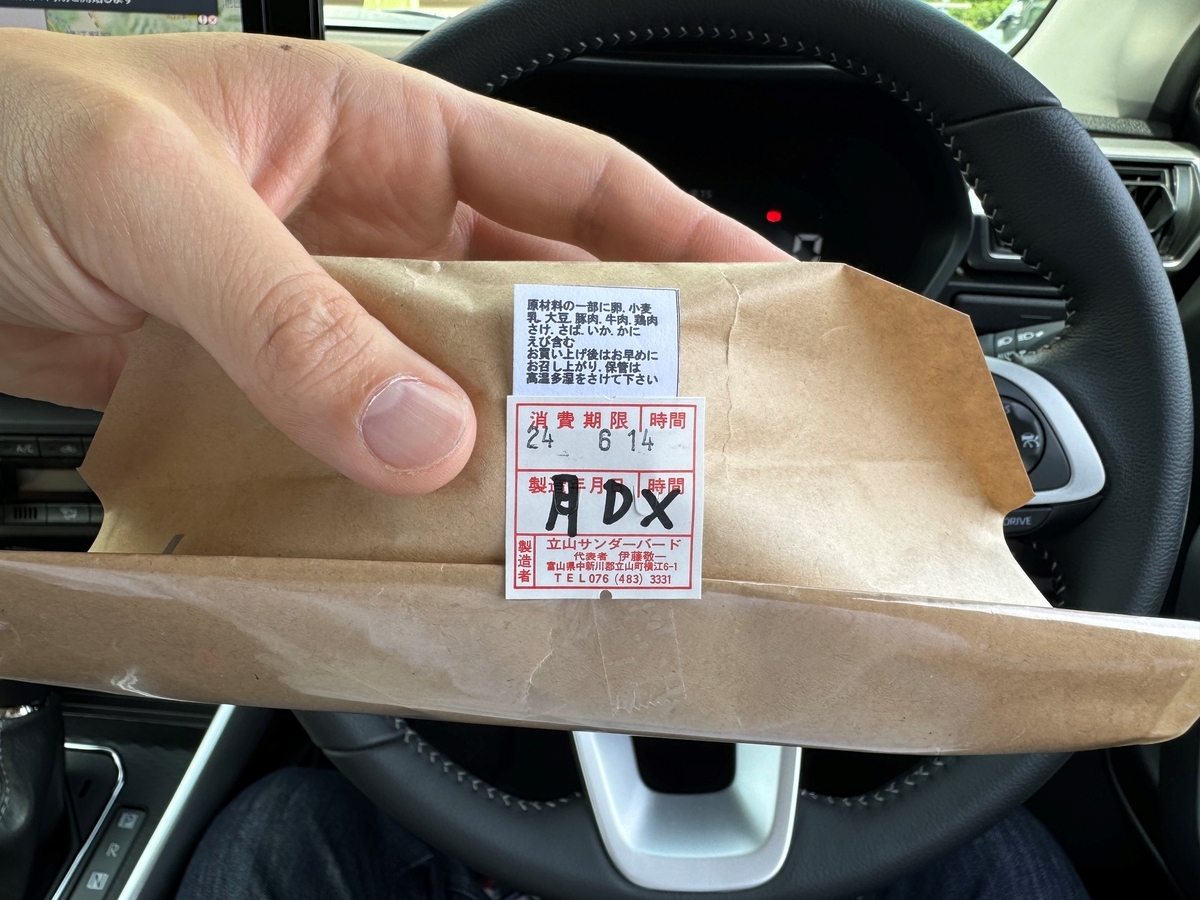 原材料の一部に卵、小麦
乳、大豆、豚肉、牛肉、鶏肉
さけ、さば、いか、かに
えび含む
お買い上げ後はお早めに
お召し上がり、保管は
高温多湿をさけて下さい
消費期限 時間
24 6 14
製造年月日 時間
月DX
製造者
立山サンダーバード
代表者 伊藤敬一
富山県中新川郡立山町横江6-1
TEL076(483)3331
A/C
DRIVE
0